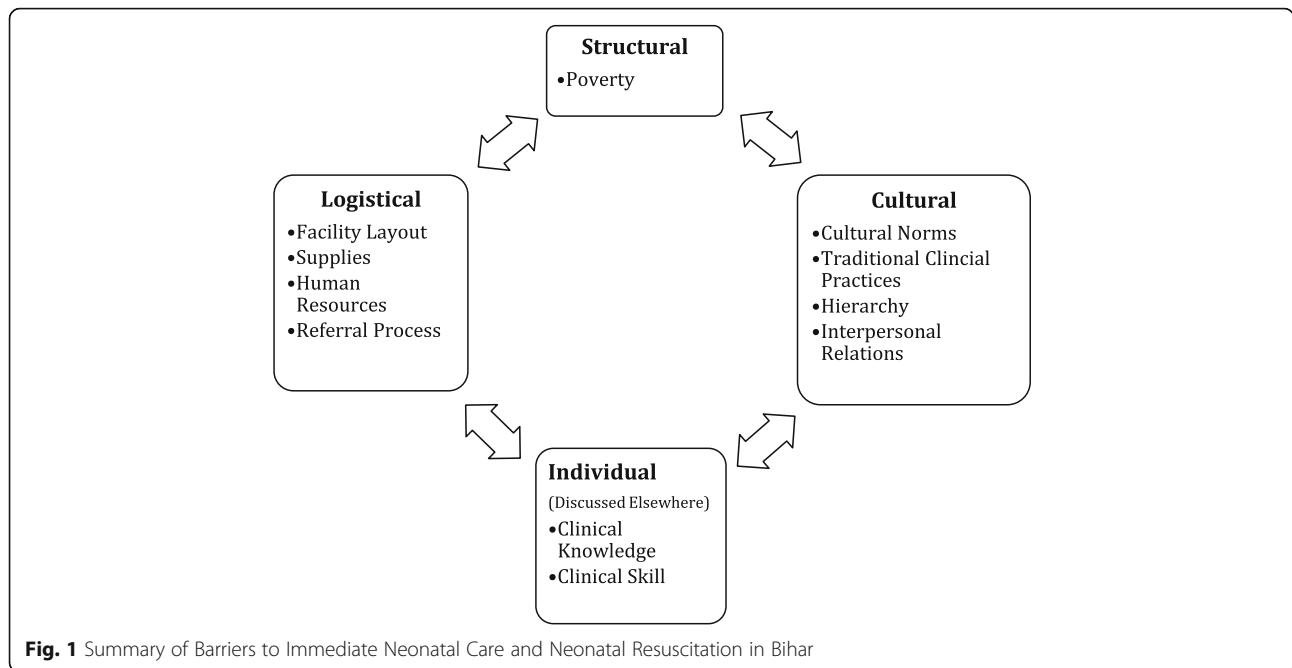 Structural
•Poverty
Logistical
•Facility Layout
•Supplies
•Human
Resources
•Referral Process
Cultural
•Cultural Norms
•Traditional Clincial
Practices
•Hierarchy
•Interpersonal
Relations
Individual
(Discussed Elsewhere)
•Clinical
Knowledge
•Clinical Skill
Fig. 1 Summary of Barriers to Immediate Neonatal Care and Neonatal Resuscitation in Bihar